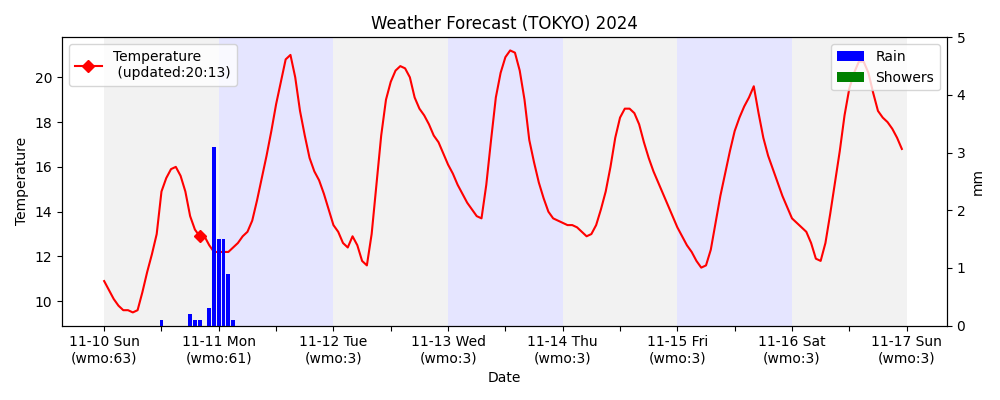 Weather Forecast (TOKYO) 2024
Temperature
(updated:20:13)
Rain
Showers
Temperature
20
18
16
14
12
10
5
4
3
2
1
0
mm
11-10 Sun
(wmo:63)
11-11 Mon
(wmo:61)
11-12 Tue
(wmo:3)
11-13 Wed
(wmo:3)
11-14 Thu
(wmo:3)
11-15 Fri
(wmo:3)
11-16 Sat
(wmo:3)
11-17 Sun
(wmo:3)
Date